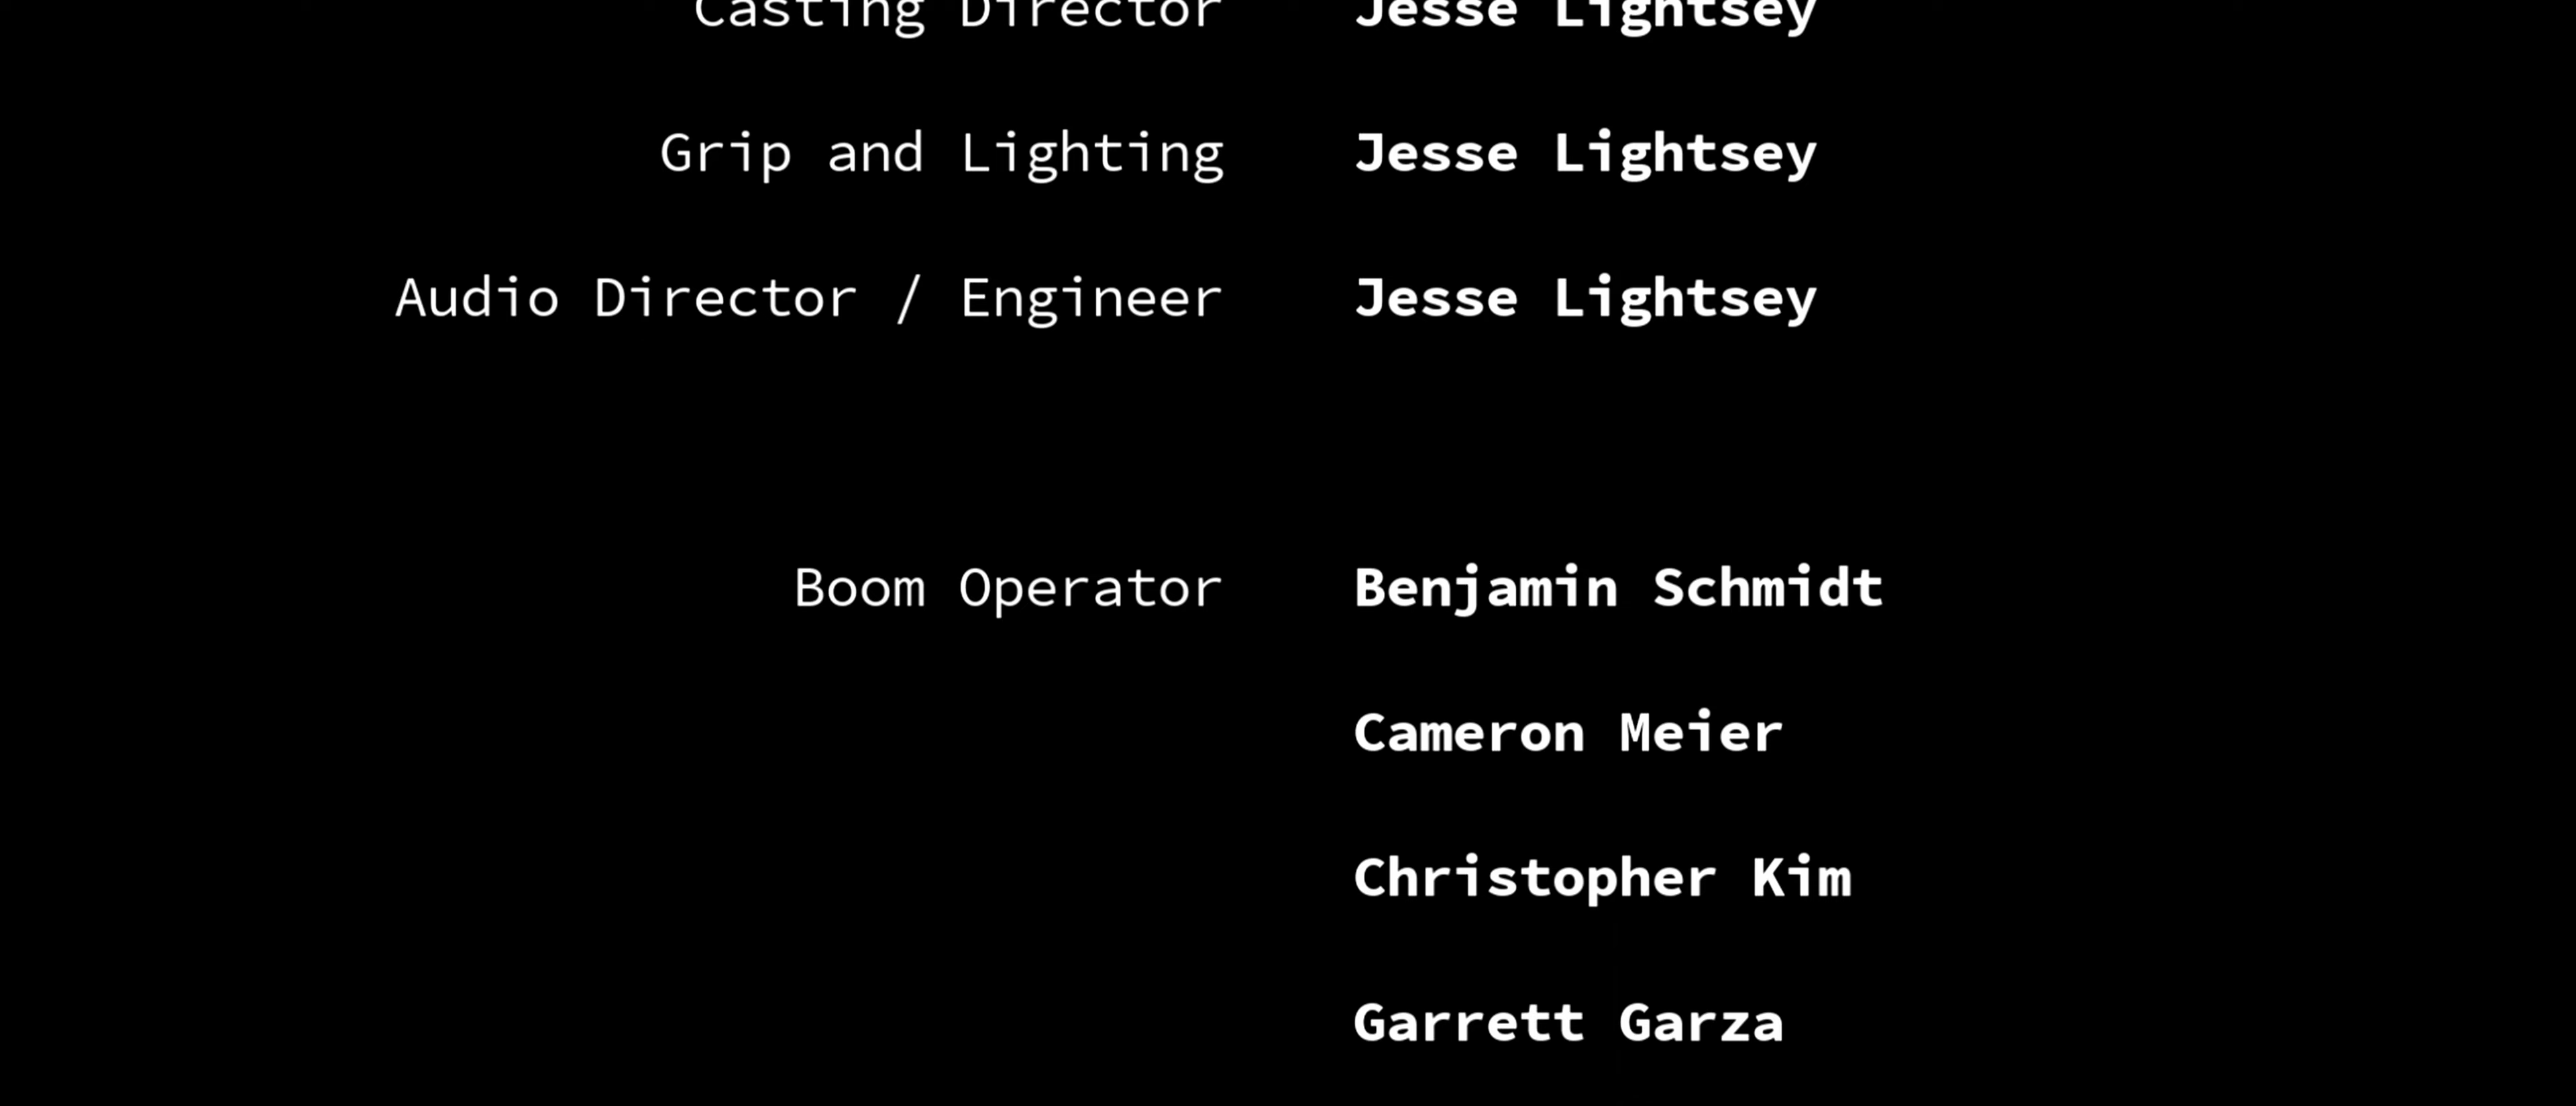 Casting Director Jesse Lightsey
Grip and Lighting Jesse Lightsey
Audio Director / Engineer Jesse Lightsey
Boom Operator Benjamin Schmidt
Cameron Meier
Christopher Kim
Garrett Garza